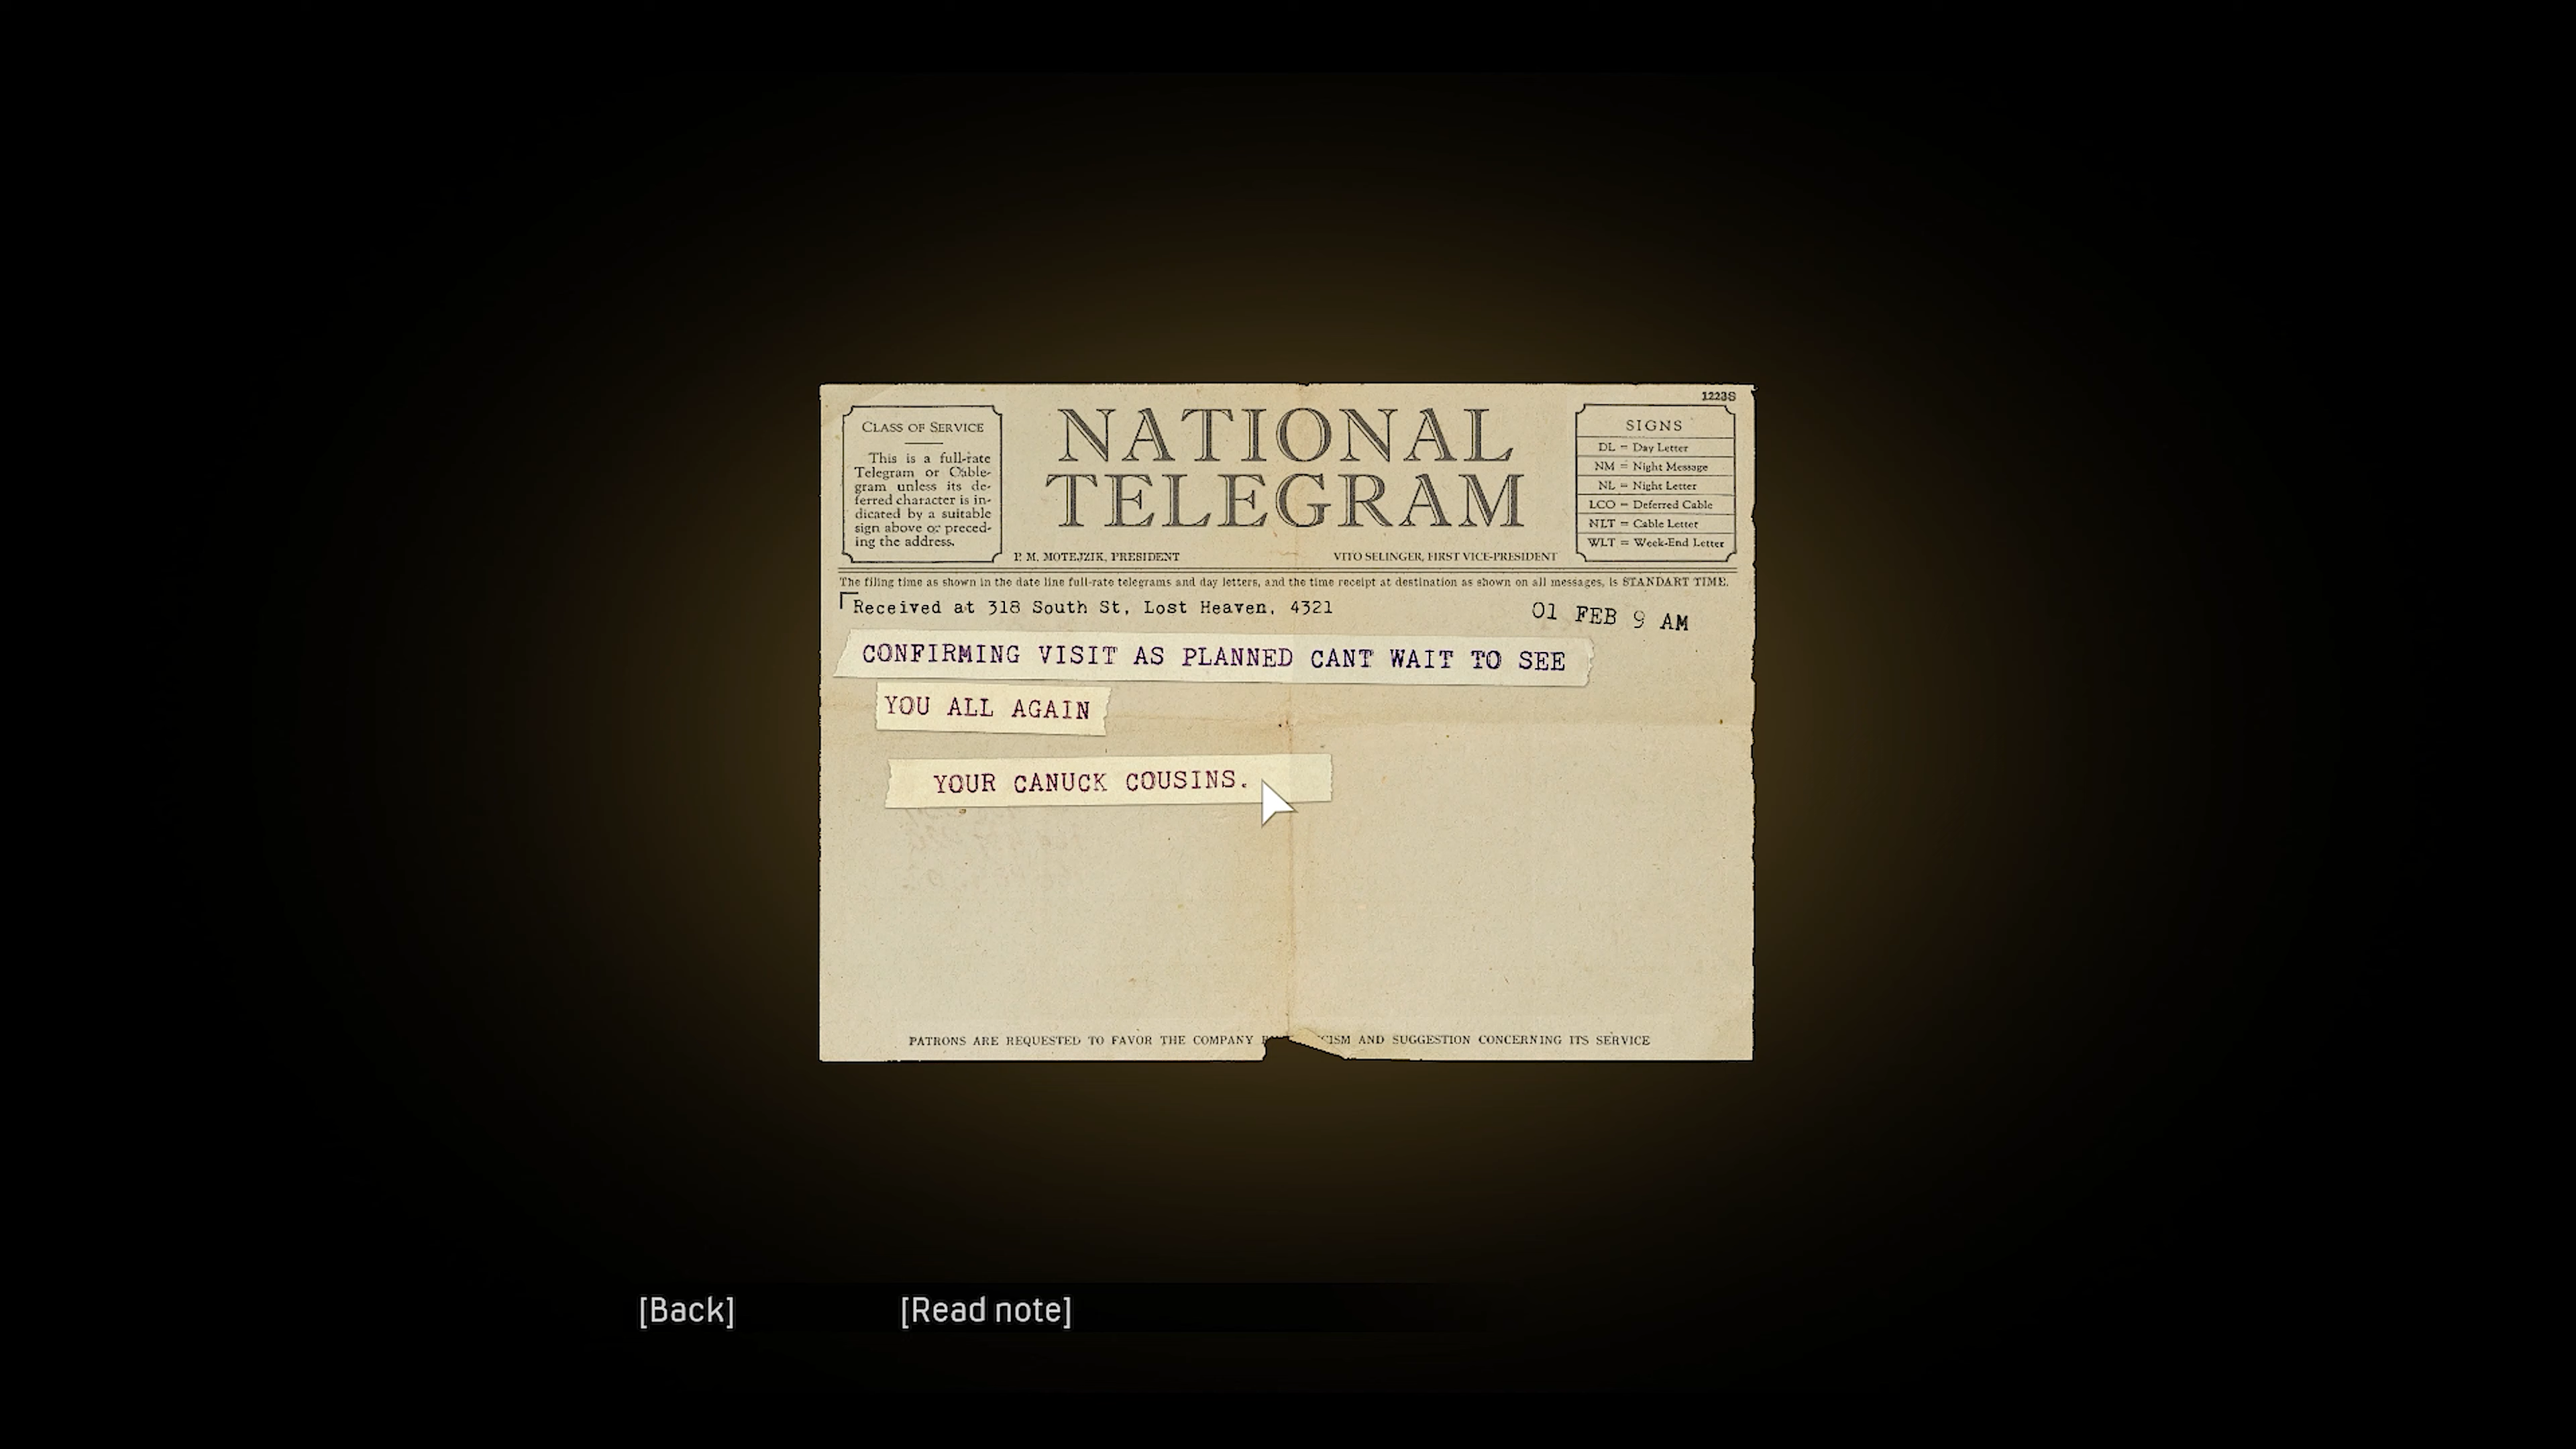 12238
CLASS OF SERVICE
This is a full-rate
Telegram or Cable-
gram unless its de-
ferred character is in-
dicated by a suitable
sign above or preced-
ing the address.
NATIONAL
TELEGRAM
P. M. MOTEJZIK, PRESIDENT
VITO SELINGER, FIRST VICE-PRESIDENT
SIGNS
DL = Day Letter
NM = Night Message
NL = Night Letter
LCO = Deferred Cable
NLT = Cable Letter
WLT = Week-End Letter
The filing time as shown in the date line full-rate telegrams and day letters, and the time receipt at destination as shown on all messages, is STANDART TIME.
Received at 318 South St, Lost Heaven, 4321
01 FEB 9 AM
CONFIRMING VISIT AS PLANNED CANT WAIT TO SEE
YOU ALL AGAIN
YOUR CANUCK COUSINS.
PATRONS ARE REQUESTED TO FAVOR THE COMPANY AND SUGGESTION CONCERNING ITS SERVICE
[Back]
[Read note]